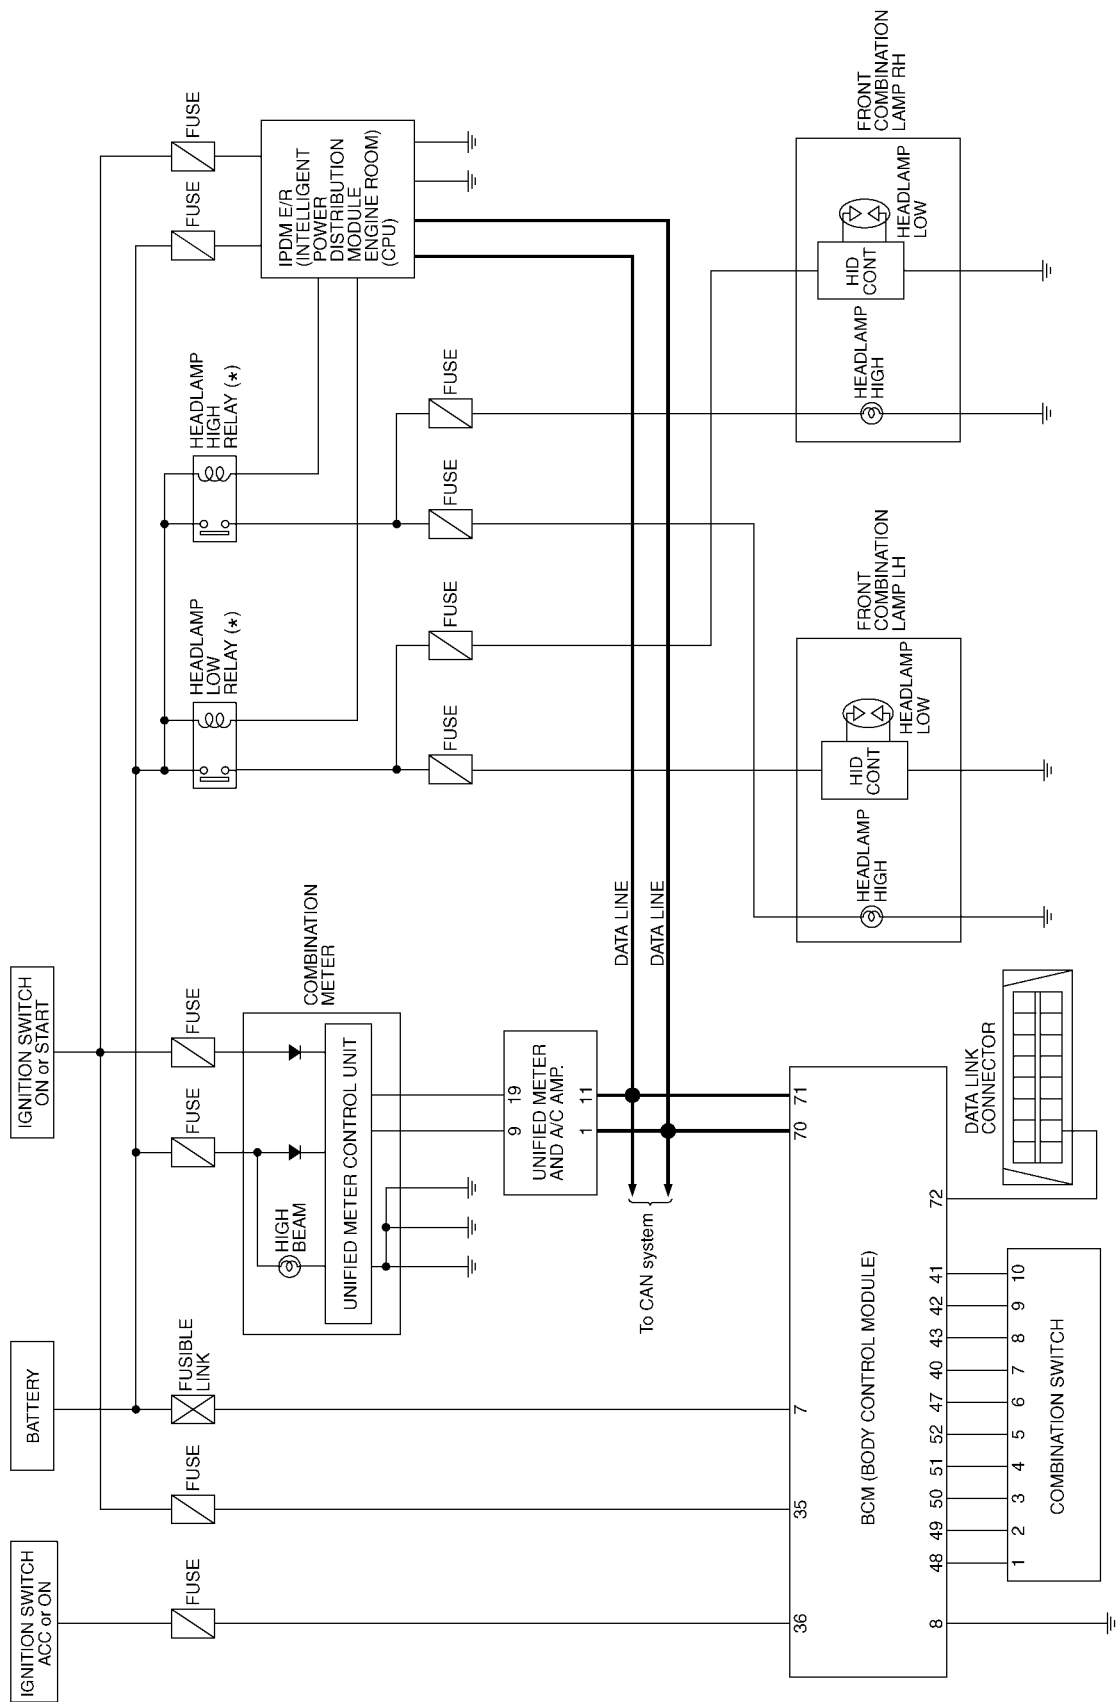 IGNITION SWITCH
ACC or ON
BATTERY
IGNITION SWITCH
ON or START
FUSE
FUSE
FUSIBLE
LINK
FUSE
FUSE
FUSE
FUSE
HIGH
BEAM
UNIFIED METER CONTROL UNIT
COMBINATION
METER
HEADLAMP
LOW
RELAY (*)
HEADLAMP
HIGH
RELAY (*)
IPDM E/R
(INTELLIGENT
POWER
DISTRIBUTION
MODULE
ENGINE ROOM)
(CPU)
FUSE
FUSE
FUSE
FUSE
9 19
UNIFIED METER
AND A/C AMP.
1 11
To CAN system
DATA LINE
DATA LINE
36 35 7 70 71
BCM (BODY CONTROL MODULE)
8 48 49 50 51 52 47 40 43 42 41 72
1 2 3 4 5 6 7 8 9 10
COMBINATION SWITCH
DATA LINK
CONNECTOR
HEADLAMP
HIGH
HID
CONT
HEADLAMP
LOW
FRONT
COMBINATION
LAMP LH
HEADLAMP
HIGH
HID
CONT
HEADLAMP
LOW
FRONT
COMBINATION
LAMP RH